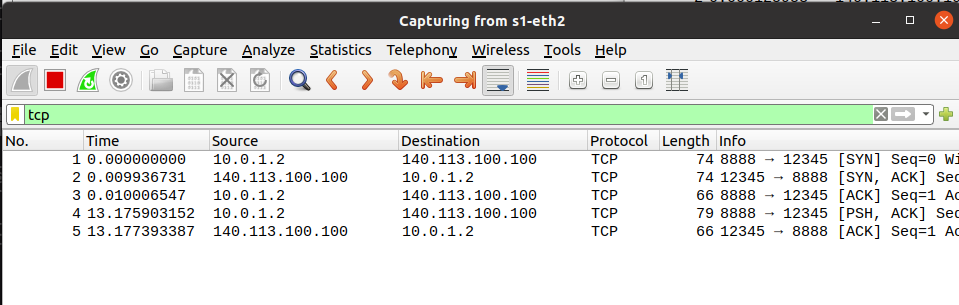 Capturing from s1-eth2
File Edit View Go Capture Analyze Statistics Telephony Wireless Tools Help
tcp
No. Time Source Destination Protocol Length Info
1 0.000000000 10.0.1.2 140.113.100.100 TCP 74 8888 → 12345 [SYN] Seq=0 Wi
2 0.009936731 140.113.100.100 10.0.1.2 TCP 74 12345 → 8888 [SYN, ACK] Seq
3 0.010006547 10.0.1.2 140.113.100.100 TCP 66 8888 → 12345 [ACK] Seq=1 Ac
4 13.175903152 10.0.1.2 140.113.100.100 TCP 79 8888 → 12345 [PSH, ACK] Seq
5 13.177393387 140.113.100.100 10.0.1.2 TCP 66 12345 → 8888 [ACK] Seq=1 Ac